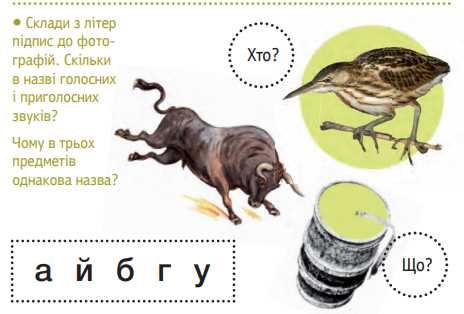 ● Склади з літер
підпис до фото-
графій. Скільки
в назві голосних
і приголосних
звуків?
Чому в трьох
предметів
однакова назва?
Хто?
Що?
а й б г у